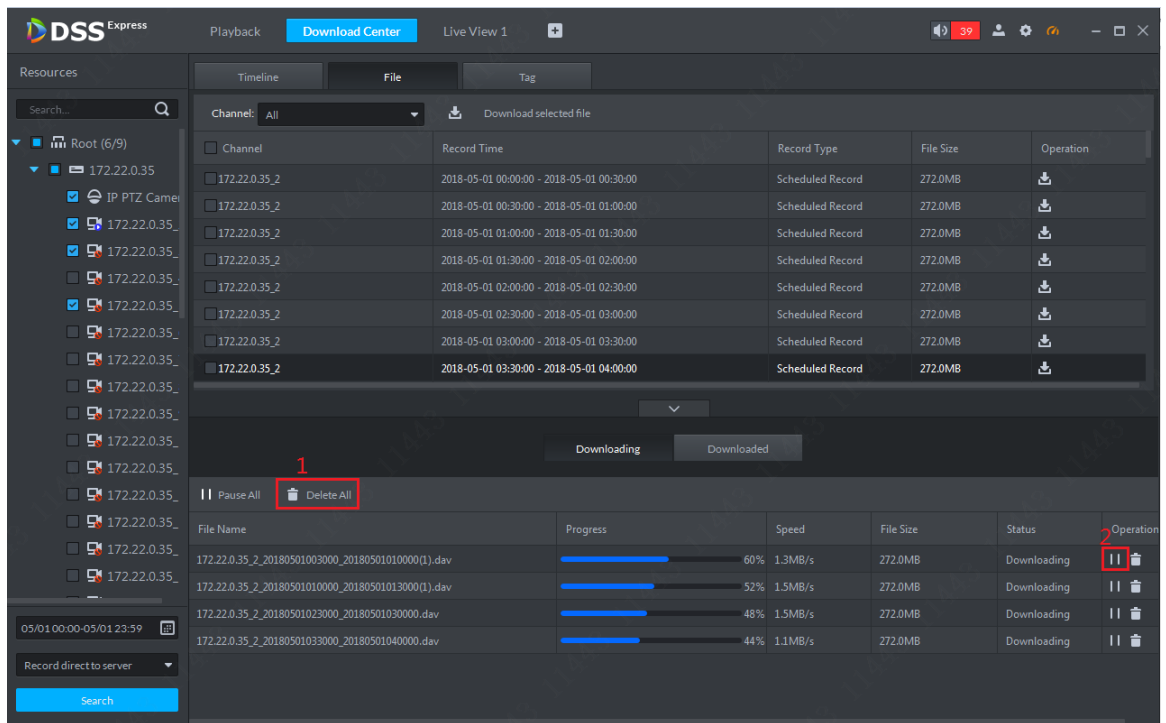 DSS Express Playback Download Center Live View 1 39
Resources
Timeline File Tag
Search...
Channel: All Download selected file
Root (6/9)
Channel Record Time Record Type File Size Operation
172.22.0.35
172.22.0.35_2 2018-05-01 00:00:00 - 2018-05-01 00:30:00 Scheduled Record 272.0MB
IP PTZ Camer
172.22.0.35_2 2018-05-01 00:30:00 - 2018-05-01 01:00:00 Scheduled Record 272.0MB
172.22.0.35_
172.22.0.35_2 2018-05-01 01:00:00 - 2018-05-01 01:30:00 Scheduled Record 272.0MB
172.22.0.35_
172.22.0.35_2 2018-05-01 01:30:00 - 2018-05-01 02:00:00 Scheduled Record 272.0MB
172.22.0.35_
172.22.0.35_2 2018-05-01 02:00:00 - 2018-05-01 02:30:00 Scheduled Record 272.0MB
172.22.0.35_
172.22.0.35_2 2018-05-01 02:30:00 - 2018-05-01 03:00:00 Scheduled Record 272.0MB
172.22.0.35_
172.22.0.35_2 2018-05-01 03:00:00 - 2018-05-01 03:30:00 Scheduled Record 272.0MB
172.22.0.35_
172.22.0.35_2 2018-05-01 03:30:00 - 2018-05-01 04:00:00 Scheduled Record 272.0MB
172.22.0.35_
172.22.0.35_
172.22.0.35_
Downloading Downloaded
172.22.0.35_
1
172.22.0.35_
Pause All Delete All
172.22.0.35_
File Name Progress Speed File Size Status Operation
2
172.22.0.35_
172.22.0.35_2_20180501003000_20180501010000(1).dav 60% 1.3MB/s 272.0MB Downloading
172.22.0.35_
172.22.0.35_2_20180501010000_20180501013000(1).dav 52% 1.5MB/s 272.0MB Downloading
172.22.0.35_2_20180501023000_20180501030000.dav 48% 1.5MB/s 272.0MB Downloading
05/01 00:00-05/01 23:59
172.22.0.35_2_20180501033000_20180501040000.dav 44% 1.1MB/s 272.0MB Downloading
Record direct to server
Search